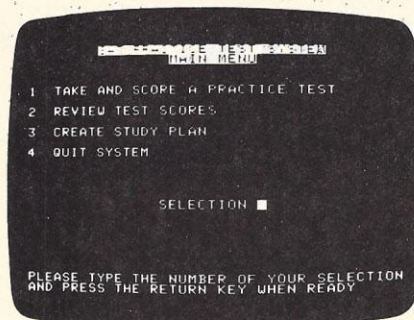 MAIN MENU
1 TAKE AND SCORE A PRACTICE TEST
2 REVIEW TEST SCORES
3 CREATE STUDY PLAN
4 QUIT SYSTEM
SELECTION
PLEASE TYPE THE NUMBER OF YOUR SELECTION
AND PRESS THE RETURN KEY WHEN READY